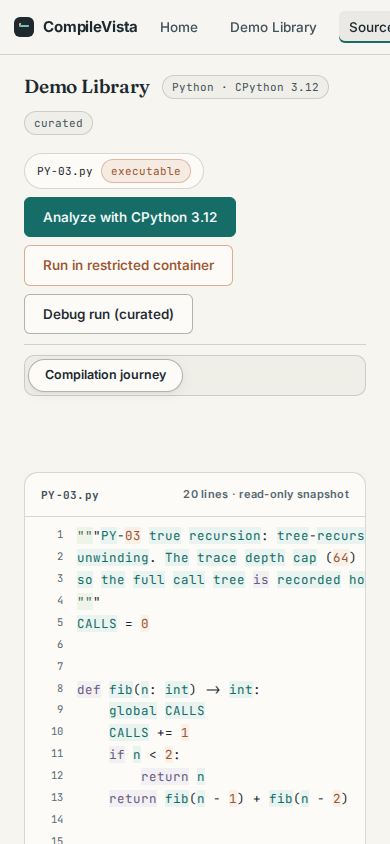 CompileVista Home Demo Library Source
Demo Library Python · CPython 3.12
curated
PY-03.py executable
Analyze with CPython 3.12
Run in restricted container
Debug run (curated)
Compilation journey
PY-03.py 20 lines · read-only snapshot
1 """PY-03 true recursion: tree-recurs
2 unwinding. The trace depth cap (64)
3 so the full call tree is recorded ho
4 """
5 CALLS = 0
6
7
8 def fib(n: int) -> int:
9 global CALLS
10 CALLS += 1
11 if n < 2:
12 return n
13 return fib(n - 1) + fib(n - 2)
14
15